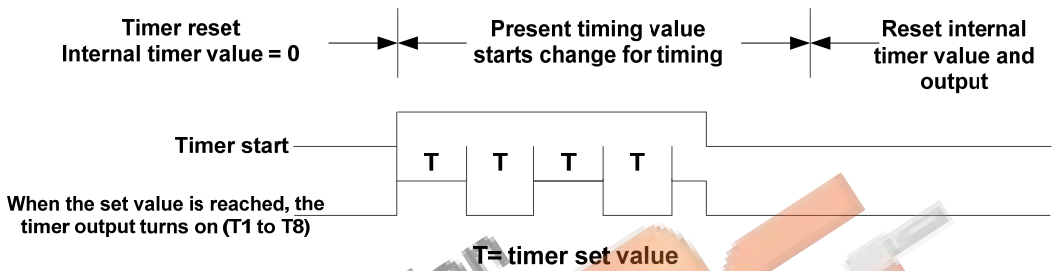 Timer reset
Internal timer value = 0
Present timing value
starts change for timing
Reset internal
timer value and
output
Timer start
T T T T
When the set value is reached, the
timer output turns on (T1 to T8)
T= timer set value